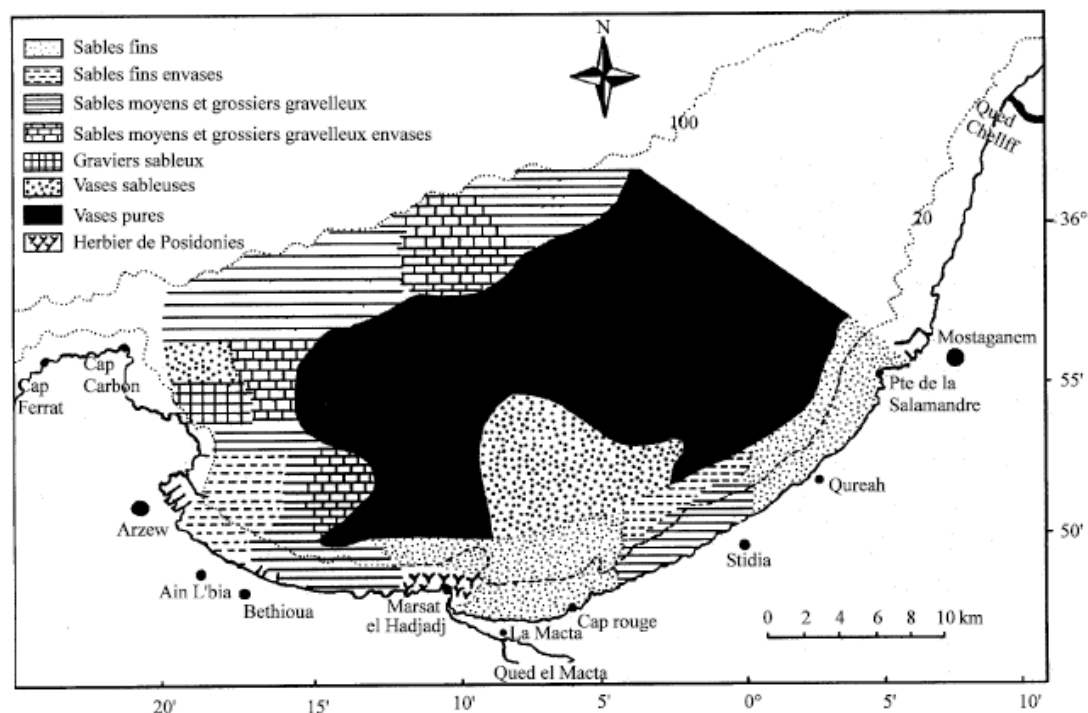 Sables fins
Sables fins envases
Sables moyens et grossiers gravelleux
Sables moyens et grossiers gravelleux envases
Graviers sableux
Vases sableuses
Vases pures
Herbier de Posidonies
N
100
20
Qued
Chellff
36°
Mostaganem
Cap
Ferrat
Cap
Carbon
55'
Pte de la
Salamandre
Qureah
Arzew
50'
Stidia
Ain L'bia
Bethioua
Marsat
el Hadjadj
La Macta
Cap rouge
Qued el Macta
0 2 4 6 8 10 km
20' 15' 10' 5' 0° 5' 10'